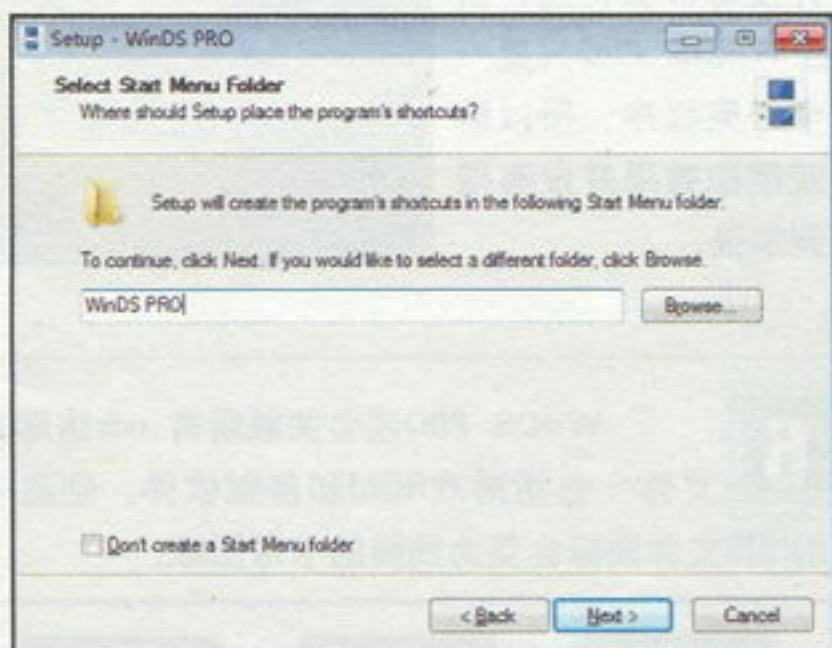 Setup - WinDS PRO
Select Start Menu Folder
Where should Setup place the program's shortcuts?
Setup will create the program's shortcuts in the following Start Menu folder.
To continue, click Next. If you would like to select a different folder, click Browse.
WinDS PRO
Browse...
Don't create a Start Menu folder
< Back
Next >
Cancel